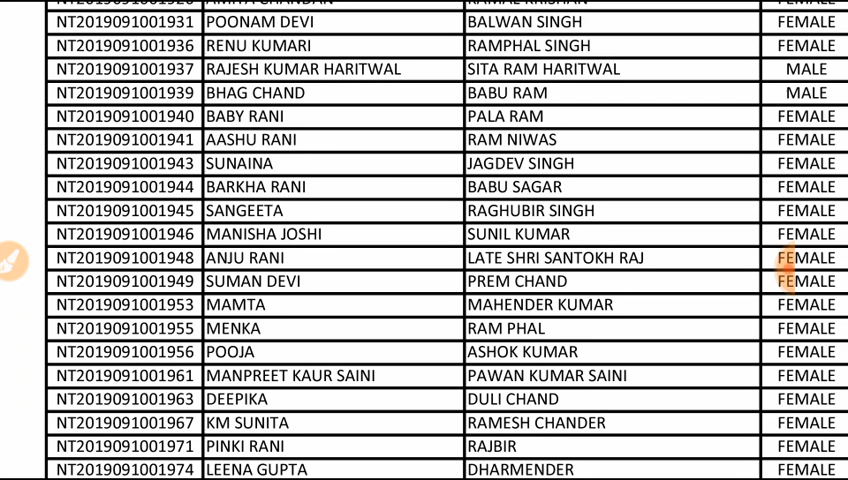 NT2019091001931 POONAM DEVI BALWAN SINGH FEMALE
NT2019091001936 RENU KUMARI RAMPHAL SINGH FEMALE
NT2019091001937 RAJESH KUMAR HARITWAL SITA RAM HARITWAL MALE
NT2019091001939 BHAG CHAND BABU RAM MALE
NT2019091001940 BABY RANI PALA RAM FEMALE
NT2019091001941 AASHU RANI RAM NIWAS FEMALE
NT2019091001943 SUNAINA JAGDEV SINGH FEMALE
NT2019091001944 BARKHA RANI BABU SAGAR FEMALE
NT2019091001945 SANGEETA RAGHUBIR SINGH FEMALE
NT2019091001946 MANISHA JOSHI SUNIL KUMAR FEMALE
NT2019091001948 ANJU RANI LATE SHRI SANTOKH RAJ FEMALE
NT2019091001949 SUMAN DEVI PREM CHAND FEMALE
NT2019091001953 MAMTA MAHENDER KUMAR FEMALE
NT2019091001955 MENKA RAM PHAL FEMALE
NT2019091001956 POOJA ASHOK KUMAR FEMALE
NT2019091001961 MANPREET KAUR SAINI PAWAN KUMAR SAINI FEMALE
NT2019091001963 DEEPIKA DULI CHAND FEMALE
NT2019091001967 KM SUNITA RAMESH CHANDER FEMALE
NT2019091001971 PINKI RANI RAJBIR FEMALE
NT2019091001974 LEENA GUPTA DHARMENDER FEMALE